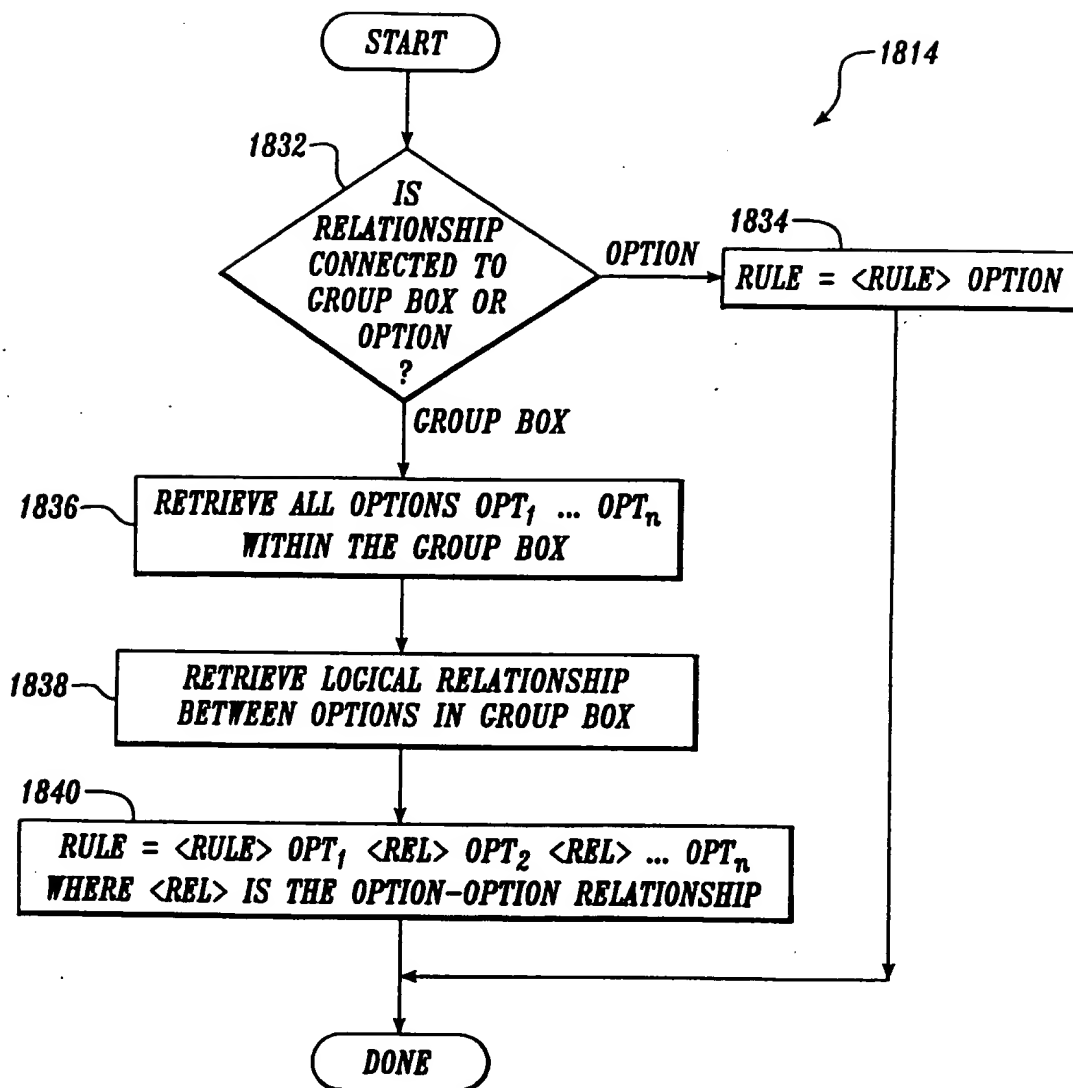 START
1814
1832
IS
RELATIONSHIP
CONNECTED TO
GROUP BOX OR
OPTION
?
OPTION
1834
RULE = <RULE> OPTION
GROUP BOX
1836
RETRIEVE ALL OPTIONS OPT₁ ... OPTₙ
WITHIN THE GROUP BOX
1838
RETRIEVE LOGICAL RELATIONSHIP
BETWEEN OPTIONS IN GROUP BOX
1840
RULE = <RULE> OPT₁ <REL> OPT₂ <REL> ... OPTₙ
WHERE <REL> IS THE OPTION-OPTION RELATIONSHIP
DONE